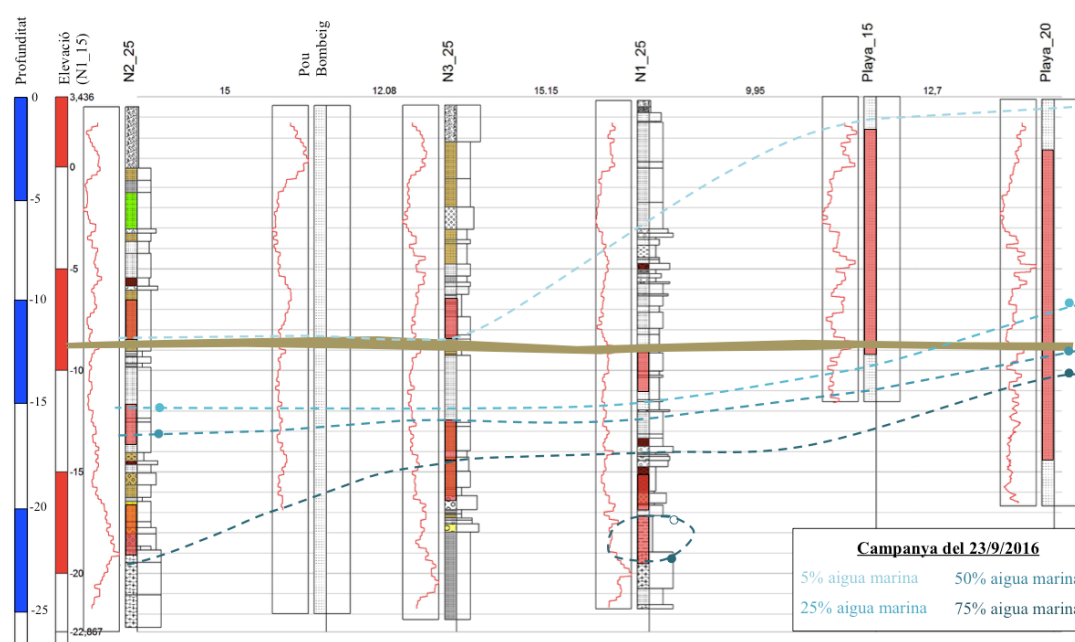 Profunditat
Elevació
(N1_15)
N2_25
Pou
Bombeig
N3_25
N1_25
Playa_15
Playa_20
15
12.08
15.15
9,95
12,7
0
-5
-10
-15
-20
-25
3,436
0
-5
-10
-15
-20
-22,867
Campanya del 23/9/2016
5% aigua marina
50% aigua marina
25% aigua marina
75% aigua marina